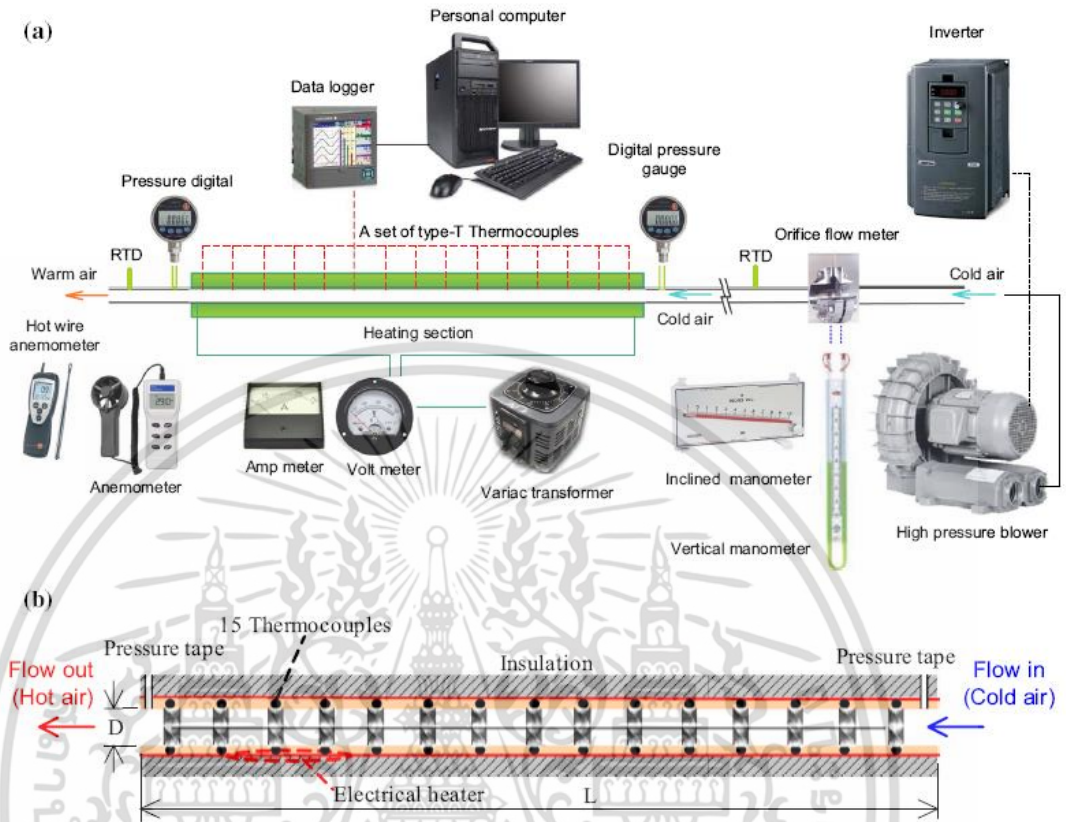 (a)
Personal computer
Inverter
Data logger
Digital pressure
gauge
Pressure digital
A set of type-T Thermocouples
Orifice flow meter
RTD
RTD
Warm air
Cold air
Cold air
Heating section
Hot wire
anemometer
Anemometer
Amp meter
Volt meter
Variac transformer
Inclined manometer
Vertical manometer
High pressure blower
(b)
15 Thermocouples
Pressure tape
Insulation
Pressure tape
Flow out
(Hot air)
Flow in
(Cold air)
D
Electrical heater
L